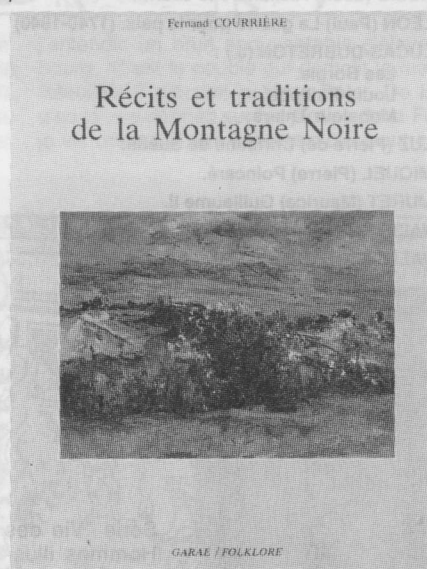 Fernand COURRIÈRE
Récits et traditions
de la Montagne Noire
GARAE / FOLKLORE